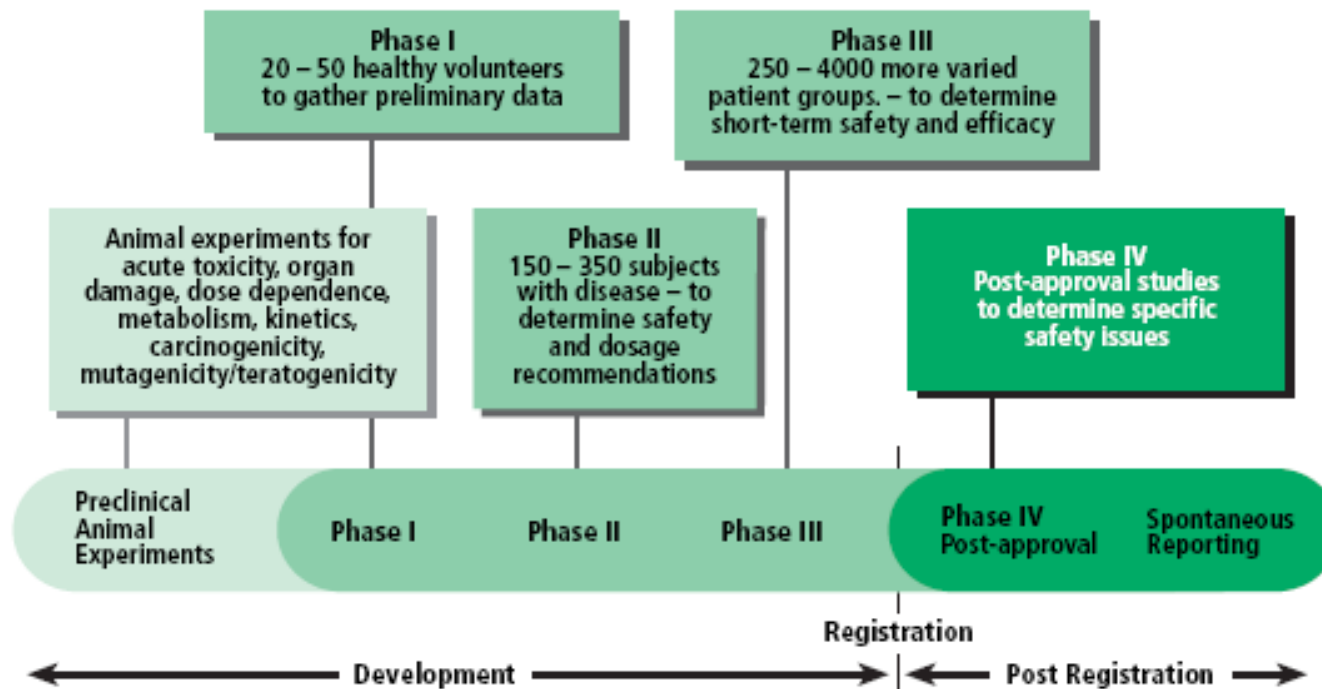 Phase I
20 – 50 healthy volunteers
to gather preliminary data
Phase III
250 – 4000 more varied
patient groups. – to determine
short-term safety and efficacy
Animal experiments for
acute toxicity, organ
damage, dose dependence,
metabolism, kinetics,
carcinogenicity,
mutagenicity/teratogenicity
Phase II
150 – 350 subjects
with disease – to
determine safety
and dosage
recommendations
Phase IV
Post-approval studies
to determine specific
safety issues
Preclinical
Animal
Experiments
Phase I
Phase II
Phase III
Phase IV
Post-approval
Spontaneous
Reporting
Registration
Development
Post Registration